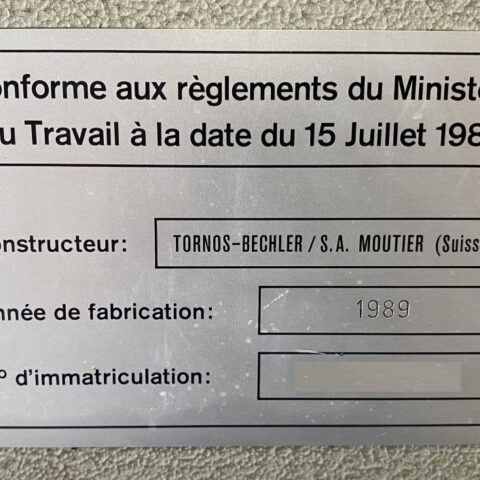 onforme aux règlements du Ministè
u Travail à la date du 15 Juillet 198
onstructeur: TORNOS-BECHLER / S.A. MOUTIER (Suiss
nnée de fabrication: 1989
° d'immatriculation: